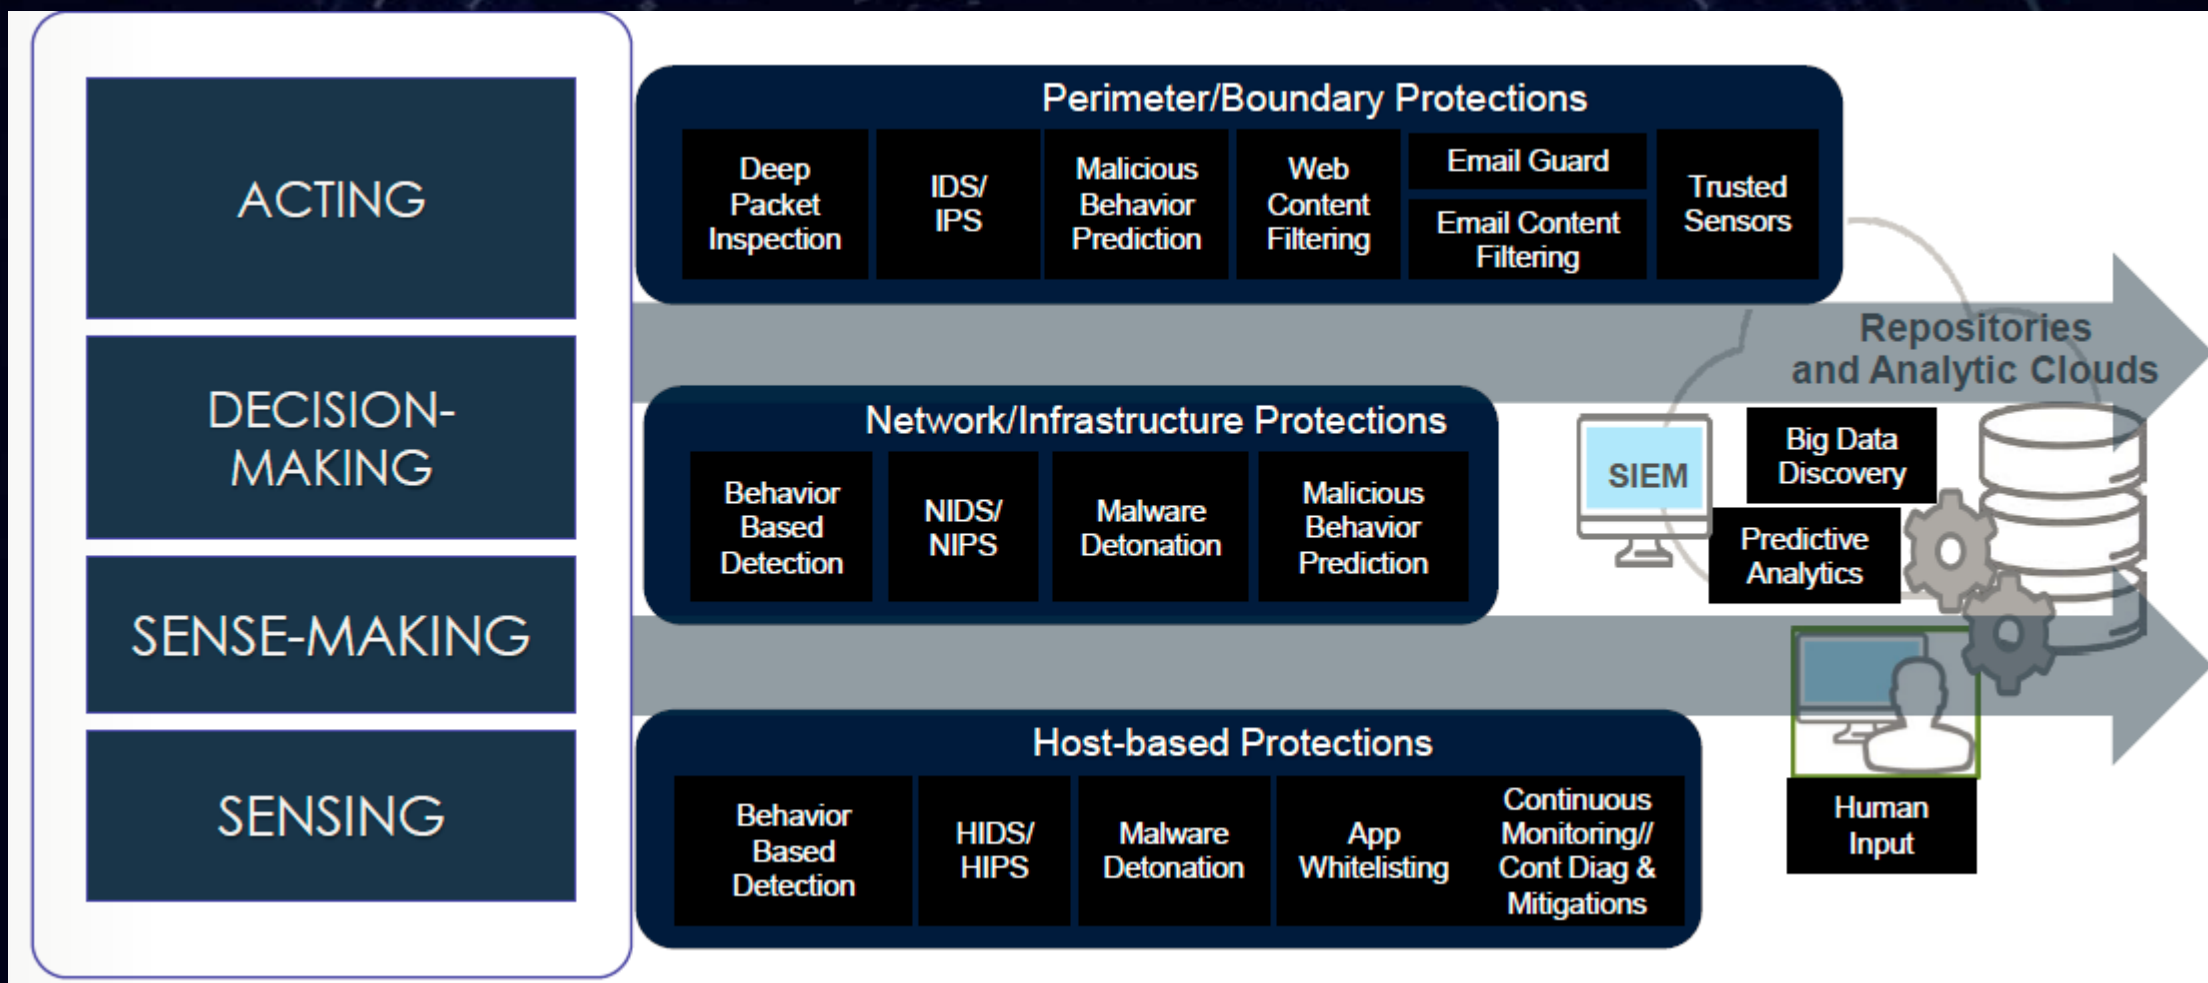 ACTING
DECISION-
MAKING
SENSE-MAKING
SENSING
Perimeter/Boundary Protections
Deep
Packet
Inspection
IDS/
IPS
Malicious
Behavior
Prediction
Web
Content
Filtering
Email Guard
Email Content
Filtering
Trusted
Sensors
Network/Infrastructure Protections
Behavior
Based
Detection
NIDS/
NIPS
Malware
Detonation
Malicious
Behavior
Prediction
Host-based Protections
Behavior
Based
Detection
HIDS/
HIPS
Malware
Detonation
App
Whitelisting
Continuous
Monitoring//
Cont Diag &
Mitigations
Repositories
and Analytic Clouds
SIEM
Big Data
Discovery
Predictive
Analytics
Human
Input